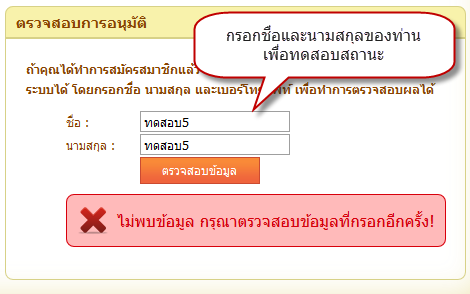 ตรวจสอบการอนุมัติ
กรอกชื่อและนามสกุลของท่าน
เพื่อทดสอบสถานะ
ถ้าคุณได้ทำการสมัครสมาชิกแล้ว
ระบบได้ โดยกรอกชื่อ นามสกุล และเบอร์โทรศัพท์ เพื่อทำการตรวจสอบผลได้
ชื่อ : ทดสอบ5
นามสกุล : ทดสอบ5
ตรวจสอบข้อมูล
ไม่พบข้อมูล กรุณาตรวจสอบข้อมูลที่กรอกอีกครั้ง!